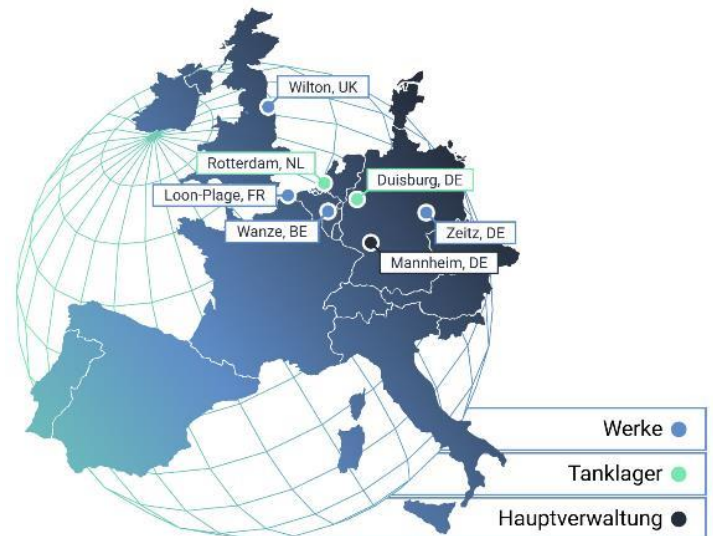 Wilton, UK
Rotterdam, NL
Duisburg, DE
Loon-Plage, FR
Wanze, BE
Zeitz, DE
Mannheim, DE
Werke
Tanklager
Hauptverwaltung